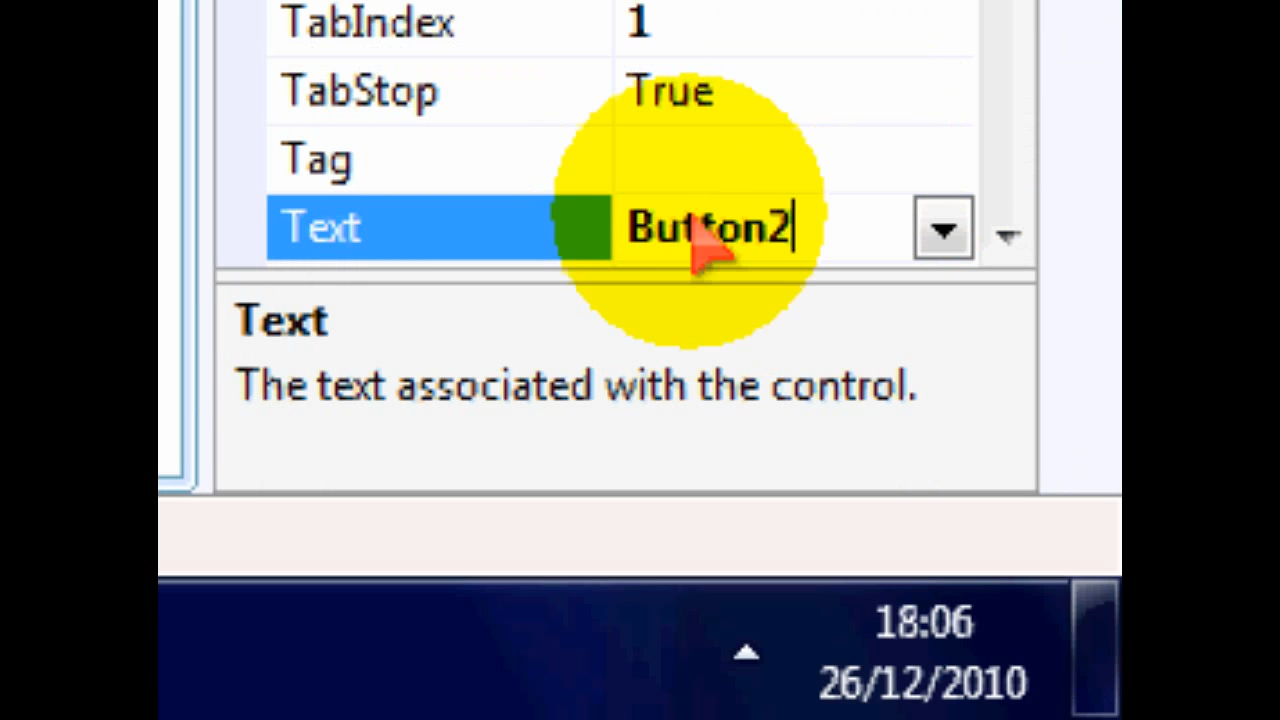 TabIndex 1
TabStop True
Tag
Text Button2
Text
The text associated with the control.
18:06
26/12/2010